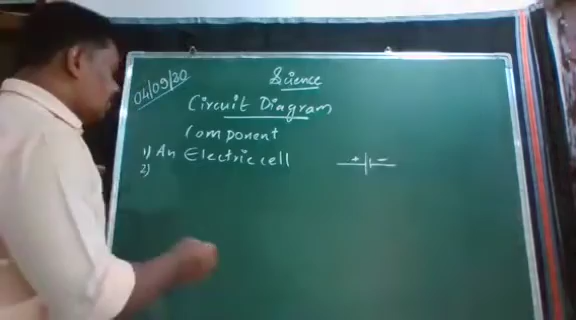 04/09/20
Science
Circuit Diagram
Component
1) An Electric cell + -
2)